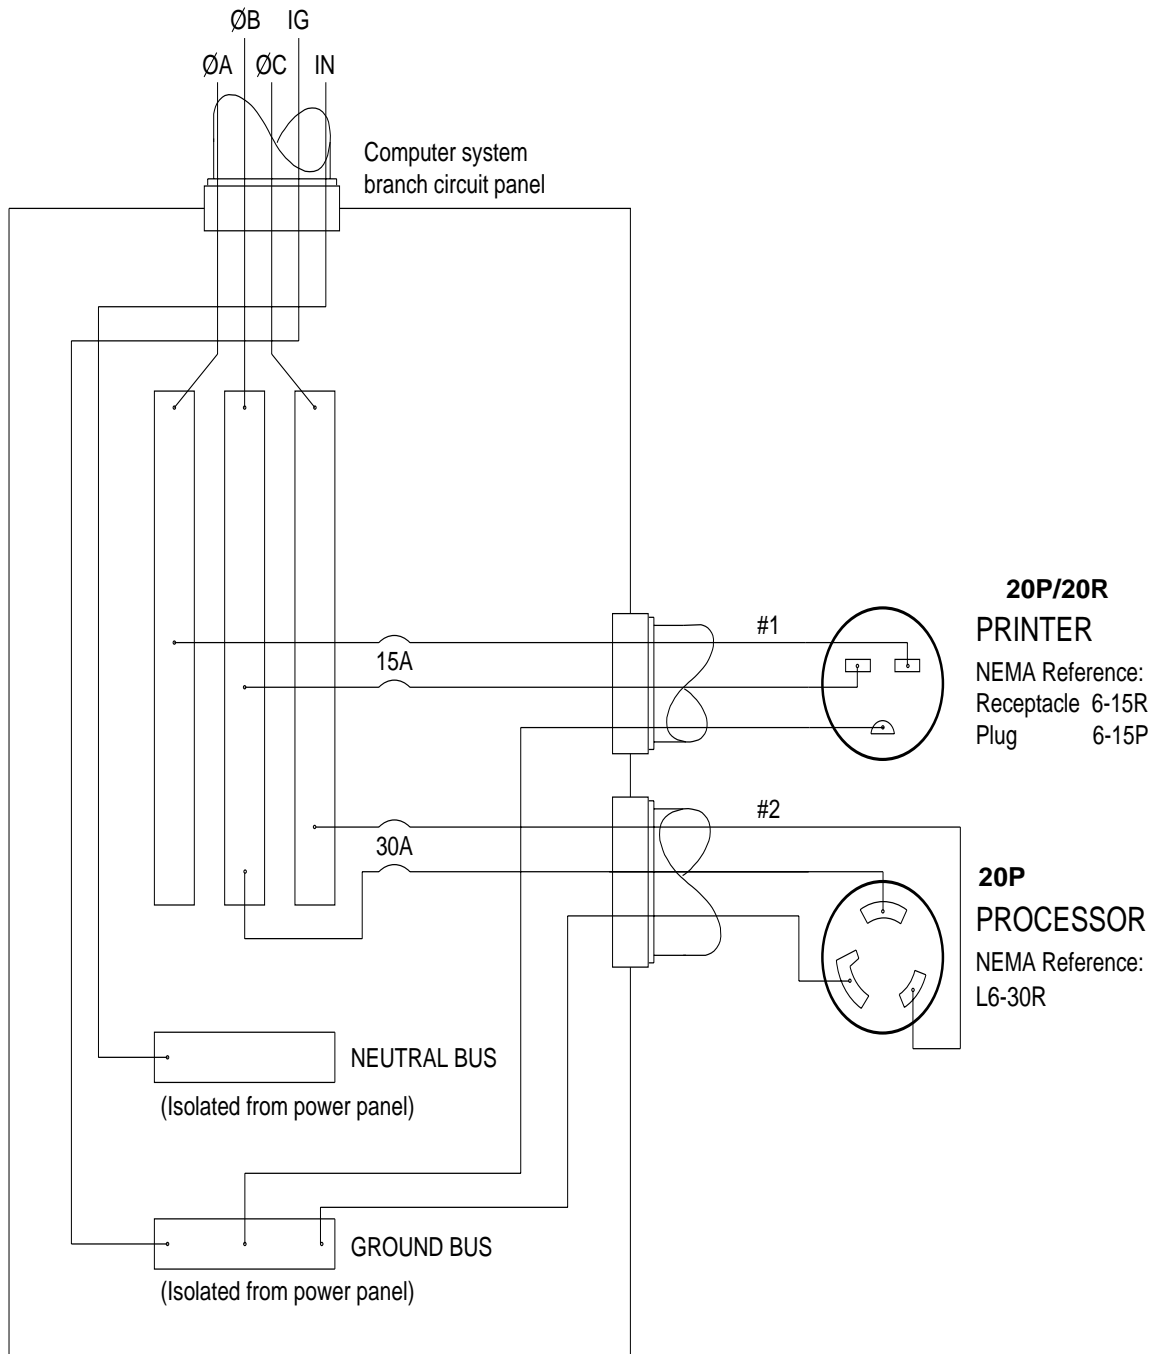 ØB IG
ØA ØC IN
Computer system
branch circuit panel
20P/20R
PRINTER
NEMA Reference:
Receptacle 6-15R
Plug 6-15P
#1
15A
#2
30A
20P
PROCESSOR
NEMA Reference:
L6-30R
NEUTRAL BUS
(Isolated from power panel)
GROUND BUS
(Isolated from power panel)